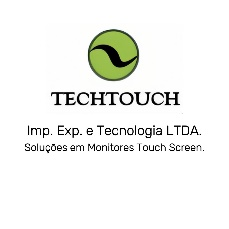 TECHTOUCH
Imp. Exp. e Tecnologia LTDA.
Soluções em Monitores Touch Screen.